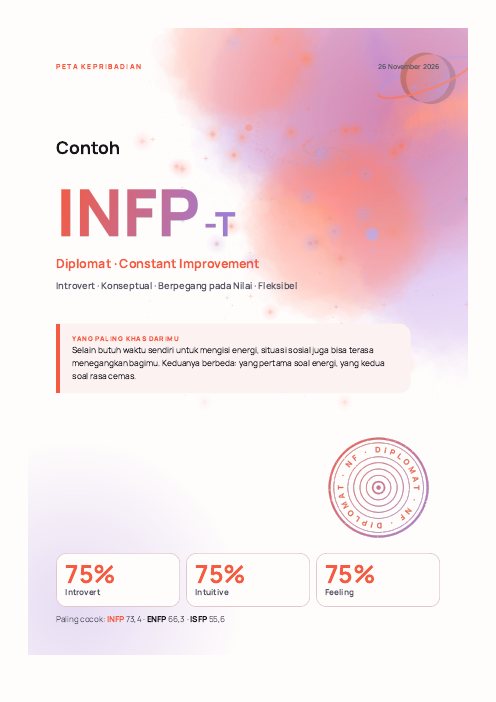 PETA KEPRIBADIAN
26 November 2026
Contoh
INFP-T
Diplomat · Constant Improvement
Introvert · Konseptual · Berpegang pada Nilai · Fleksibel
YANG PALING KHAS DARIMU
Selain butuh waktu sendiri untuk mengisi energi, situasi sosial juga bisa terasa
menegangkan bagimu. Keduanya berbeda: yang pertama soal energi, yang kedua
soal rasa cemas.
DIPLOMAT · NF · DIPLOMAT · NF ·
75%
Introvert
75%
Intuitive
75%
Feeling
Paling cocok: INFP 73,4 · ENFP 66,3 · ISFP 55,6